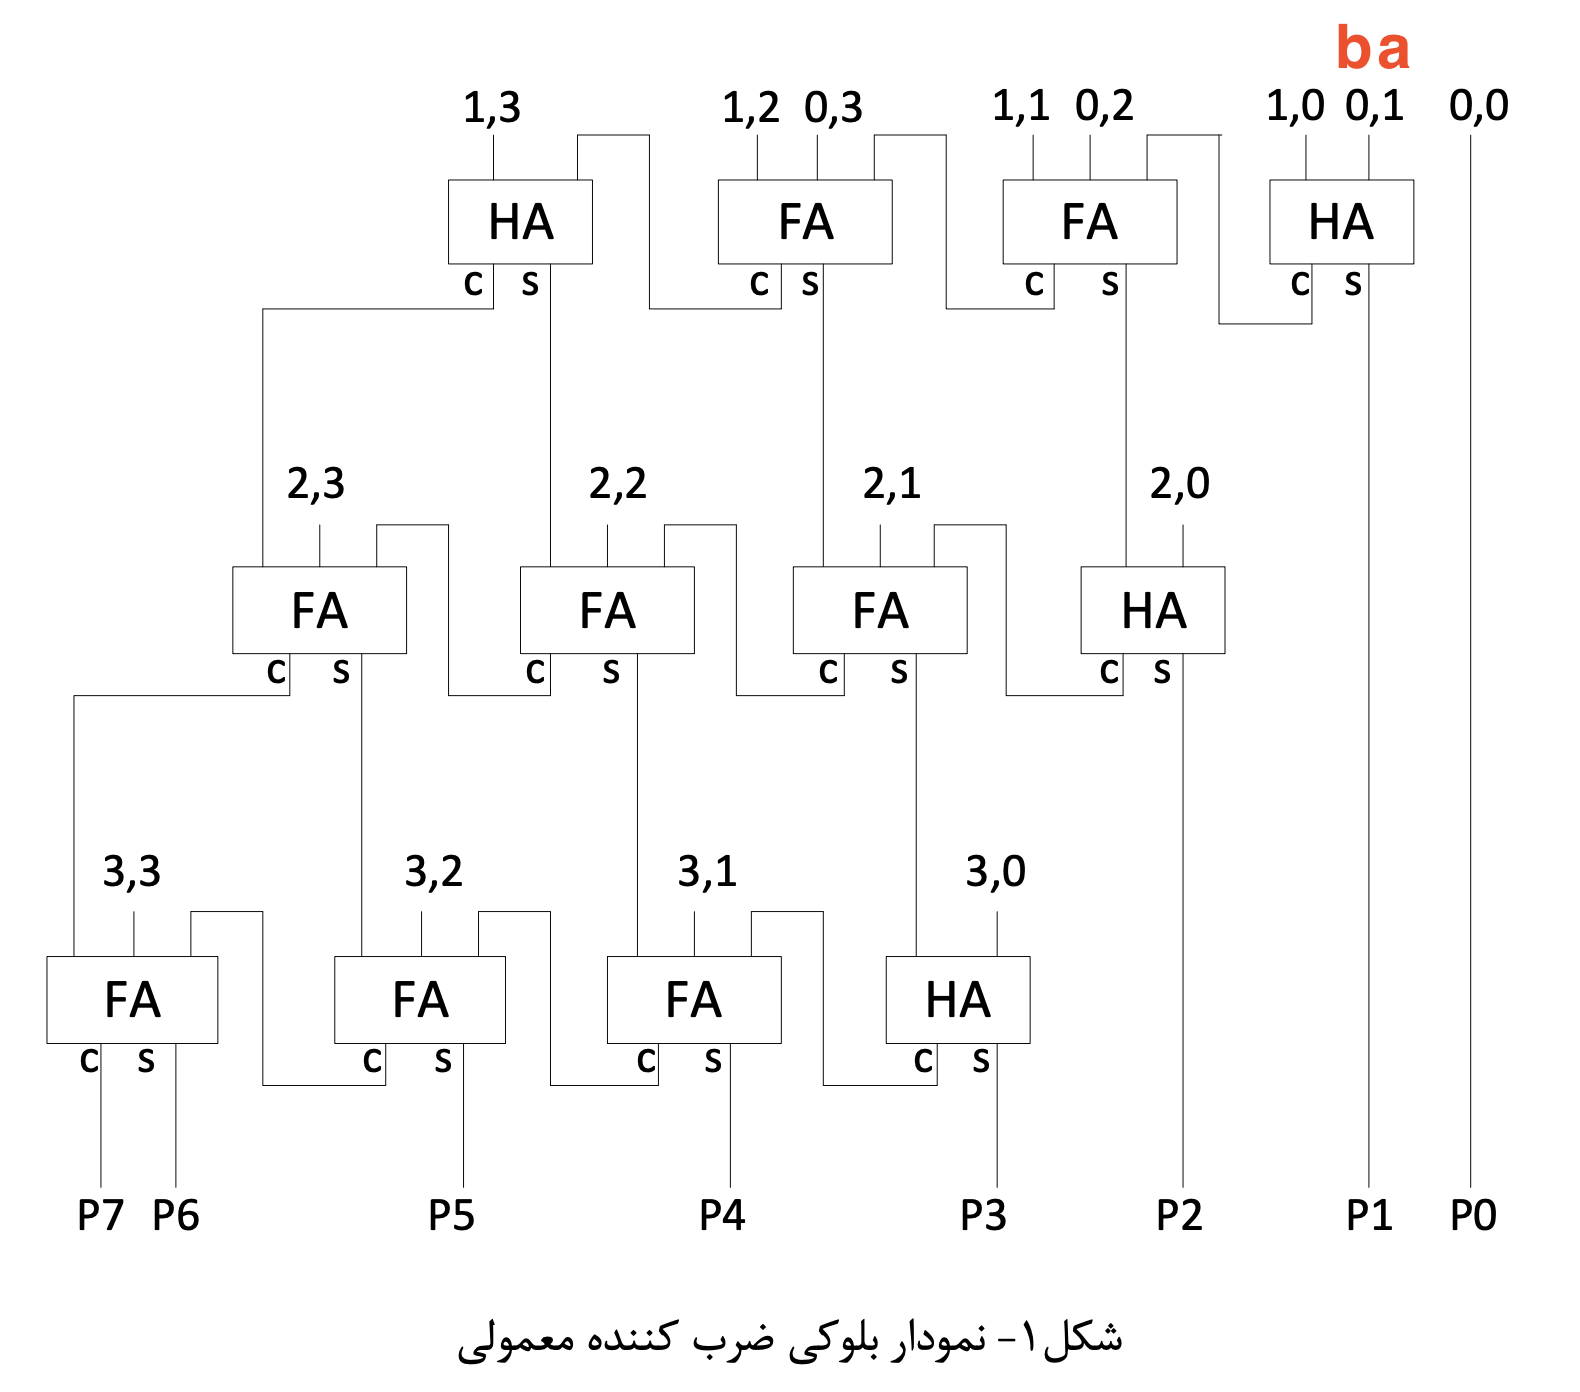 b a
1,3 1,2 0,3 1,1 0,2 1,0 0,1 0,0
HA FA FA HA
C S C S C S C S
2,3 2,2 2,1 2,0
FA FA FA HA
C S C S C S C S
3,3 3,2 3,1 3,0
FA FA FA HA
C S C S C S C S
P7 P6 P5 P4 P3 P2 P1 P0
شکل۱- نمودار بلوکی ضرب کننده معمولی